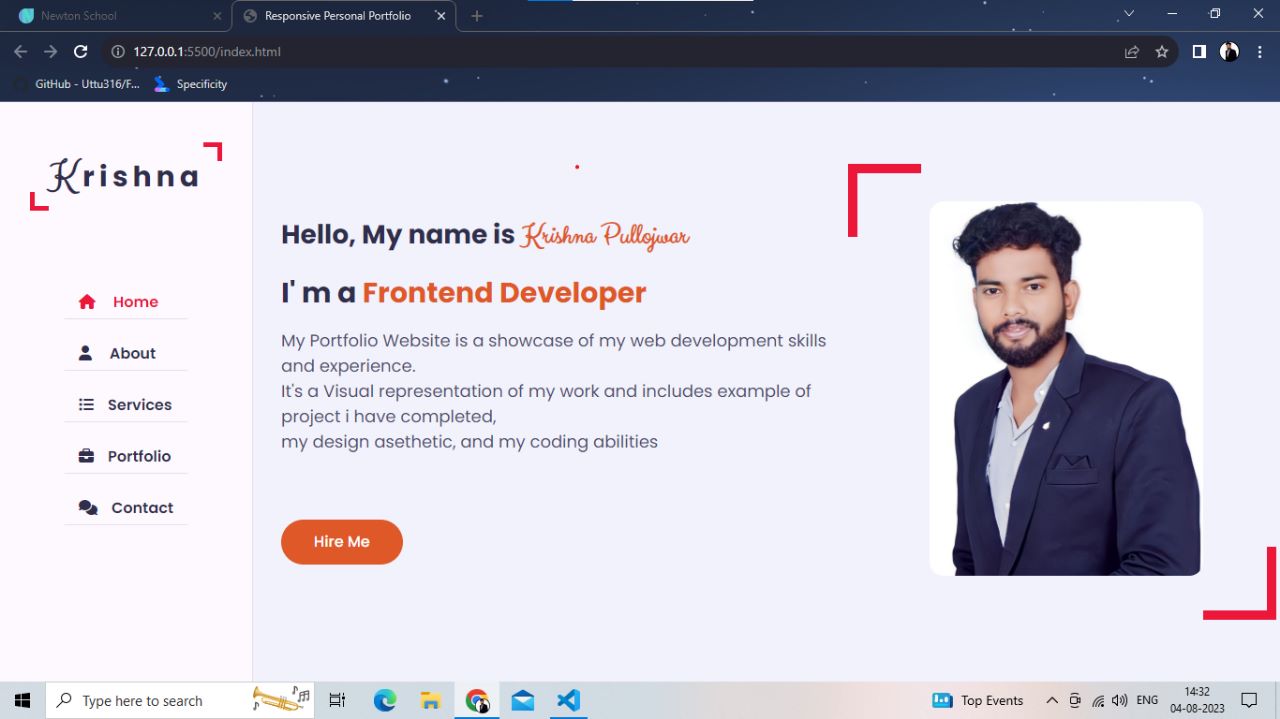 Newton School
Responsive Personal Portfolio
127.0.0.1:5500/index.html
GitHub - Uttu316/F...
Specificity
Krishna
Home
About
Services
Portfolio
Contact
Hello, My name is Krishna Pullojwar
I' m a Frontend Developer
My Portfolio Website is a showcase of my web development skills
and experience.
It's a Visual representation of my work and includes example of
project i have completed,
my design asethetic, and my coding abilities
Hire Me
Type here to search
Top Events
ENG
14:32
04-08-2023